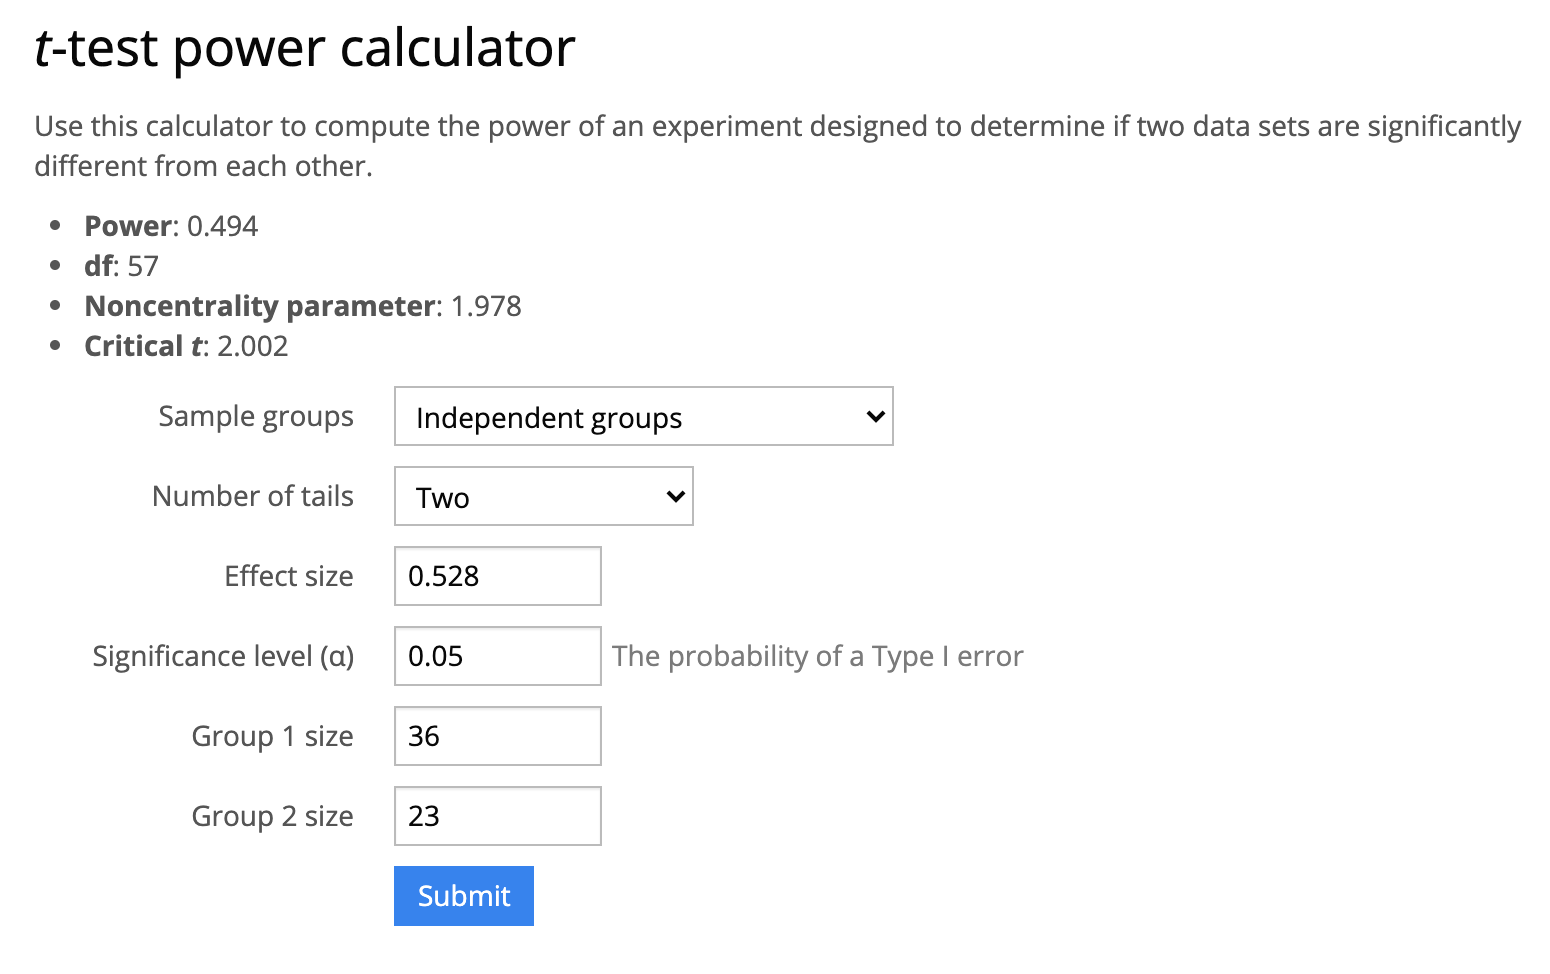 t-test power calculator
Use this calculator to compute the power of an experiment designed to determine if two data sets are significantly
different from each other.
• Power: 0.494
• df: 57
• Noncentrality parameter: 1.978
• Critical t: 2.002
Sample groups Independent groups
Number of tails Two
Effect size 0.528
Significance level (α) 0.05 The probability of a Type I error
Group 1 size 36
Group 2 size 23
Submit